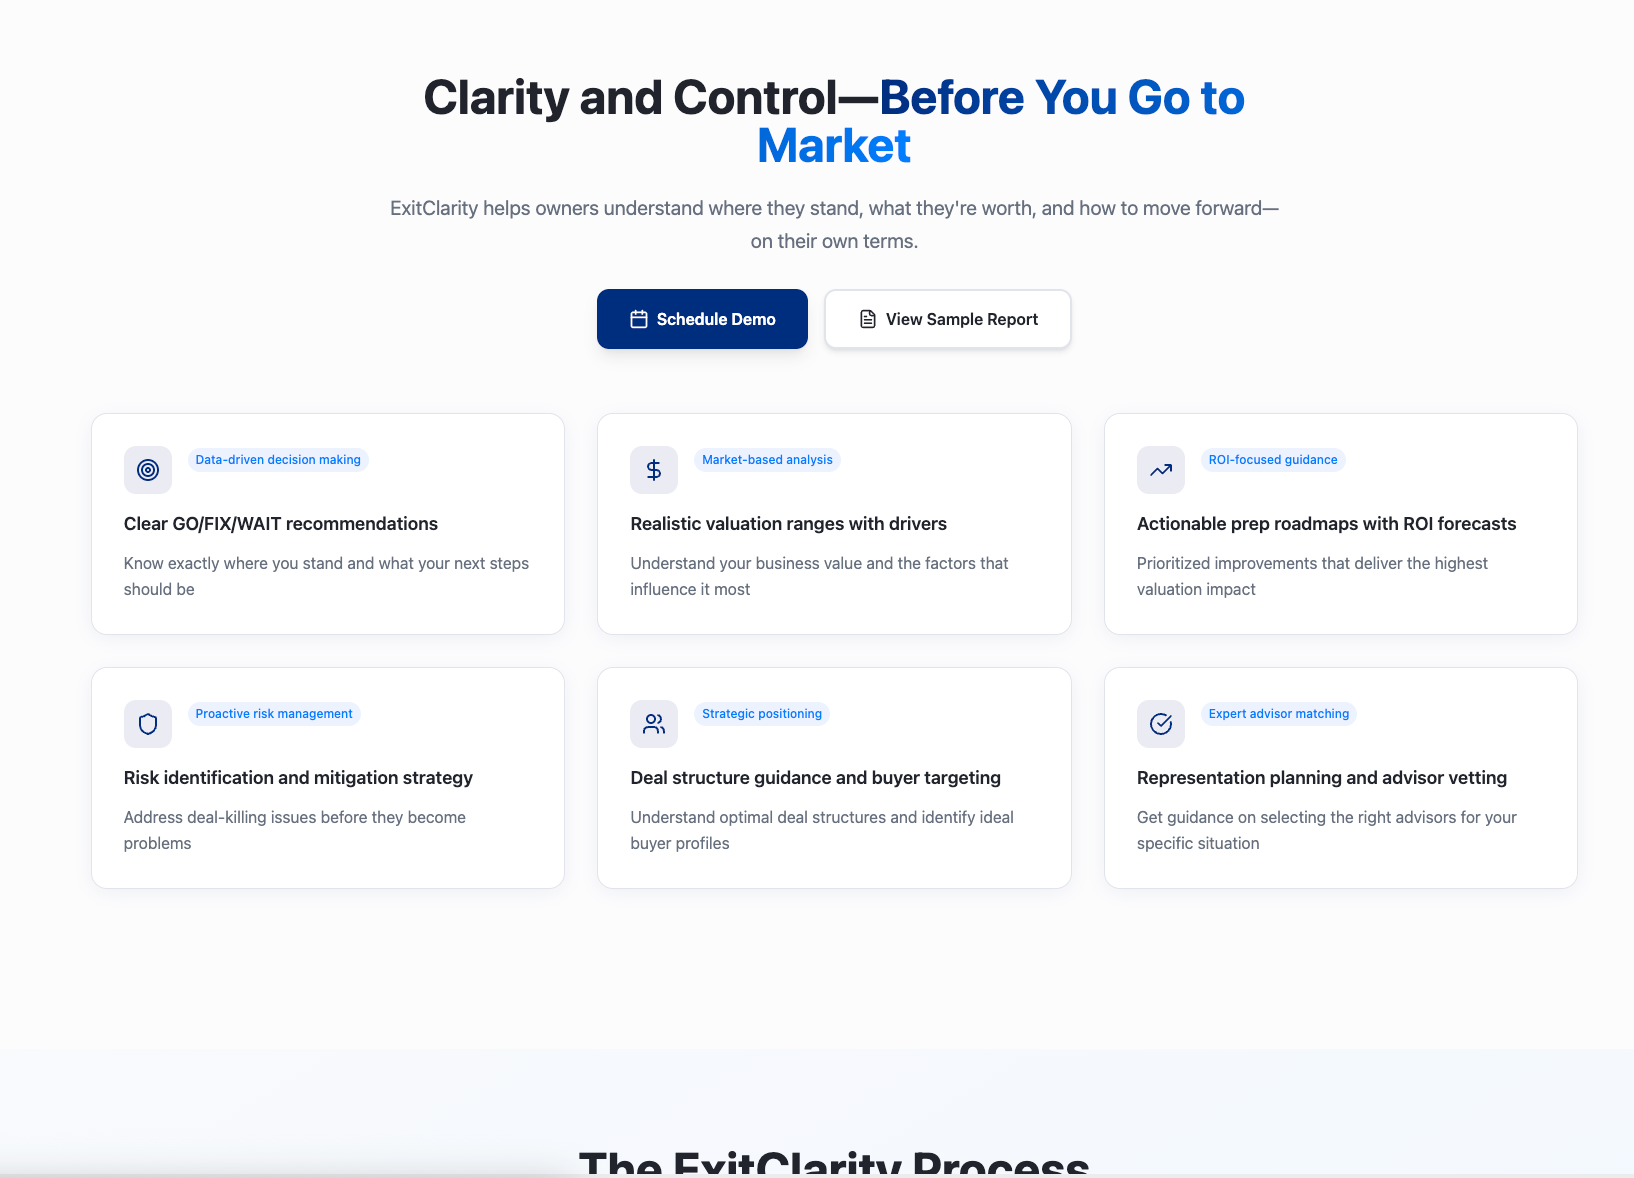 Clarity and Control—Before You Go to
Market
ExitClarity helps owners understand where they stand, what they're worth, and how to move forward—
on their own terms.
Schedule Demo
View Sample Report
Data-driven decision making
Clear GO/FIX/WAIT recommendations
Know exactly where you stand and what your next steps
should be
Market-based analysis
Realistic valuation ranges with drivers
Understand your business value and the factors that
influence it most
ROI-focused guidance
Actionable prep roadmaps with ROI forecasts
Prioritized improvements that deliver the highest
valuation impact
Proactive risk management
Risk identification and mitigation strategy
Address deal-killing issues before they become
problems
Strategic positioning
Deal structure guidance and buyer targeting
Understand optimal deal structures and identify ideal
buyer profiles
Expert advisor matching
Representation planning and advisor vetting
Get guidance on selecting the right advisors for your
specific situation
The ExitClarity Process